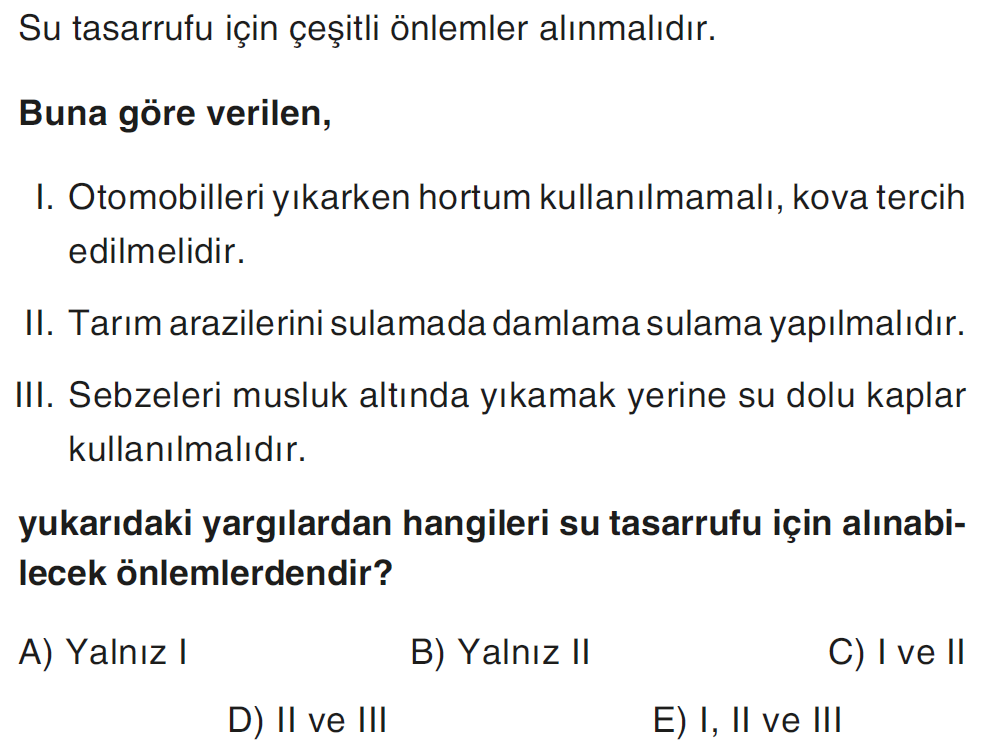 Su tasarrufu için çeşitli önlemler alınmalıdır.
Buna göre verilen,
I. Otomobilleri yıkarken hortum kullanılmamalı, kova tercih
edilmelidir.
II. Tarım arazilerini sulamada damlama sulama yapılmalıdır.
III. Sebzeleri musluk altında yıkamak yerine su dolu kaplar
kullanılmalıdır.
yukarıdaki yargılardan hangileri su tasarrufu için alınabi-
lecek önlemlerdendir?
A) Yalnız I B) Yalnız II C) I ve II
D) II ve III E) I, II ve III